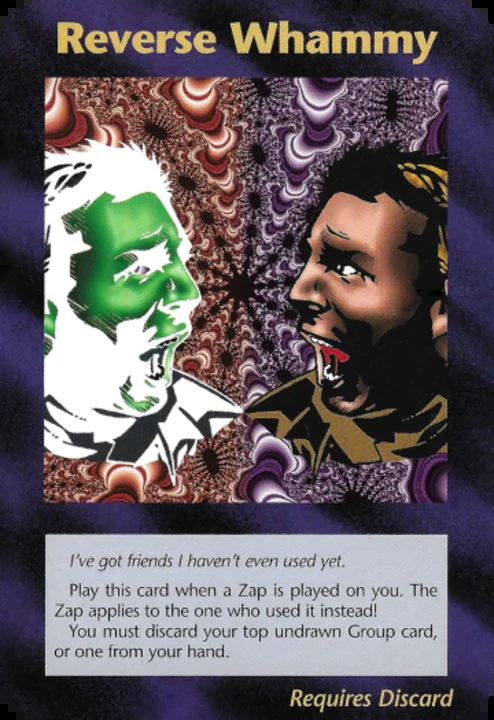 Reverse Whammy
I've got friends I haven't even used yet.
Play this card when a Zap is played on you. The
Zap applies to the one who used it instead!
You must discard your top undrawn Group card,
or one from your hand.
Requires Discard